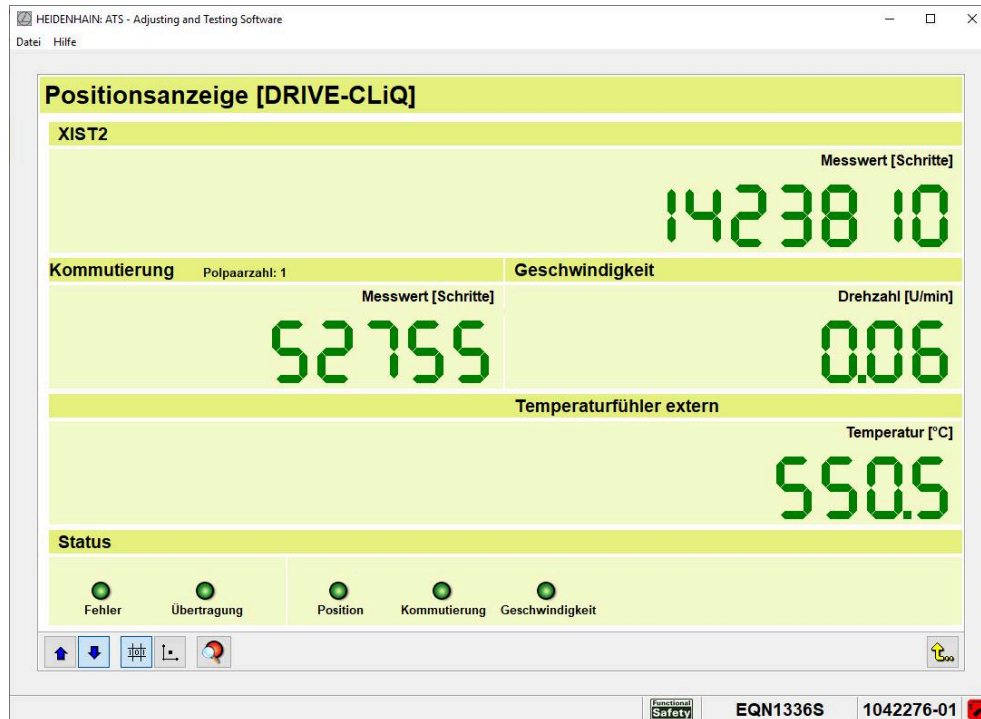 HEIDENHAIN: ATS - Adjusting and Testing Software
Datei Hilfe
Positionsanzeige [DRIVE-CLiQ]
XIST2
Messwert [Schritte]
1423810
Kommutierung Polpaarzahl: 1 Geschwindigkeit
Messwert [Schritte] Drehzahl [U/min]
52755 0.06
Temperaturfühler extern
Temperatur [°C]
550.5
Status
Fehler Übertragung Position Kommutierung Geschwindigkeit
Functional
Safety EQN1336S 1042276-01